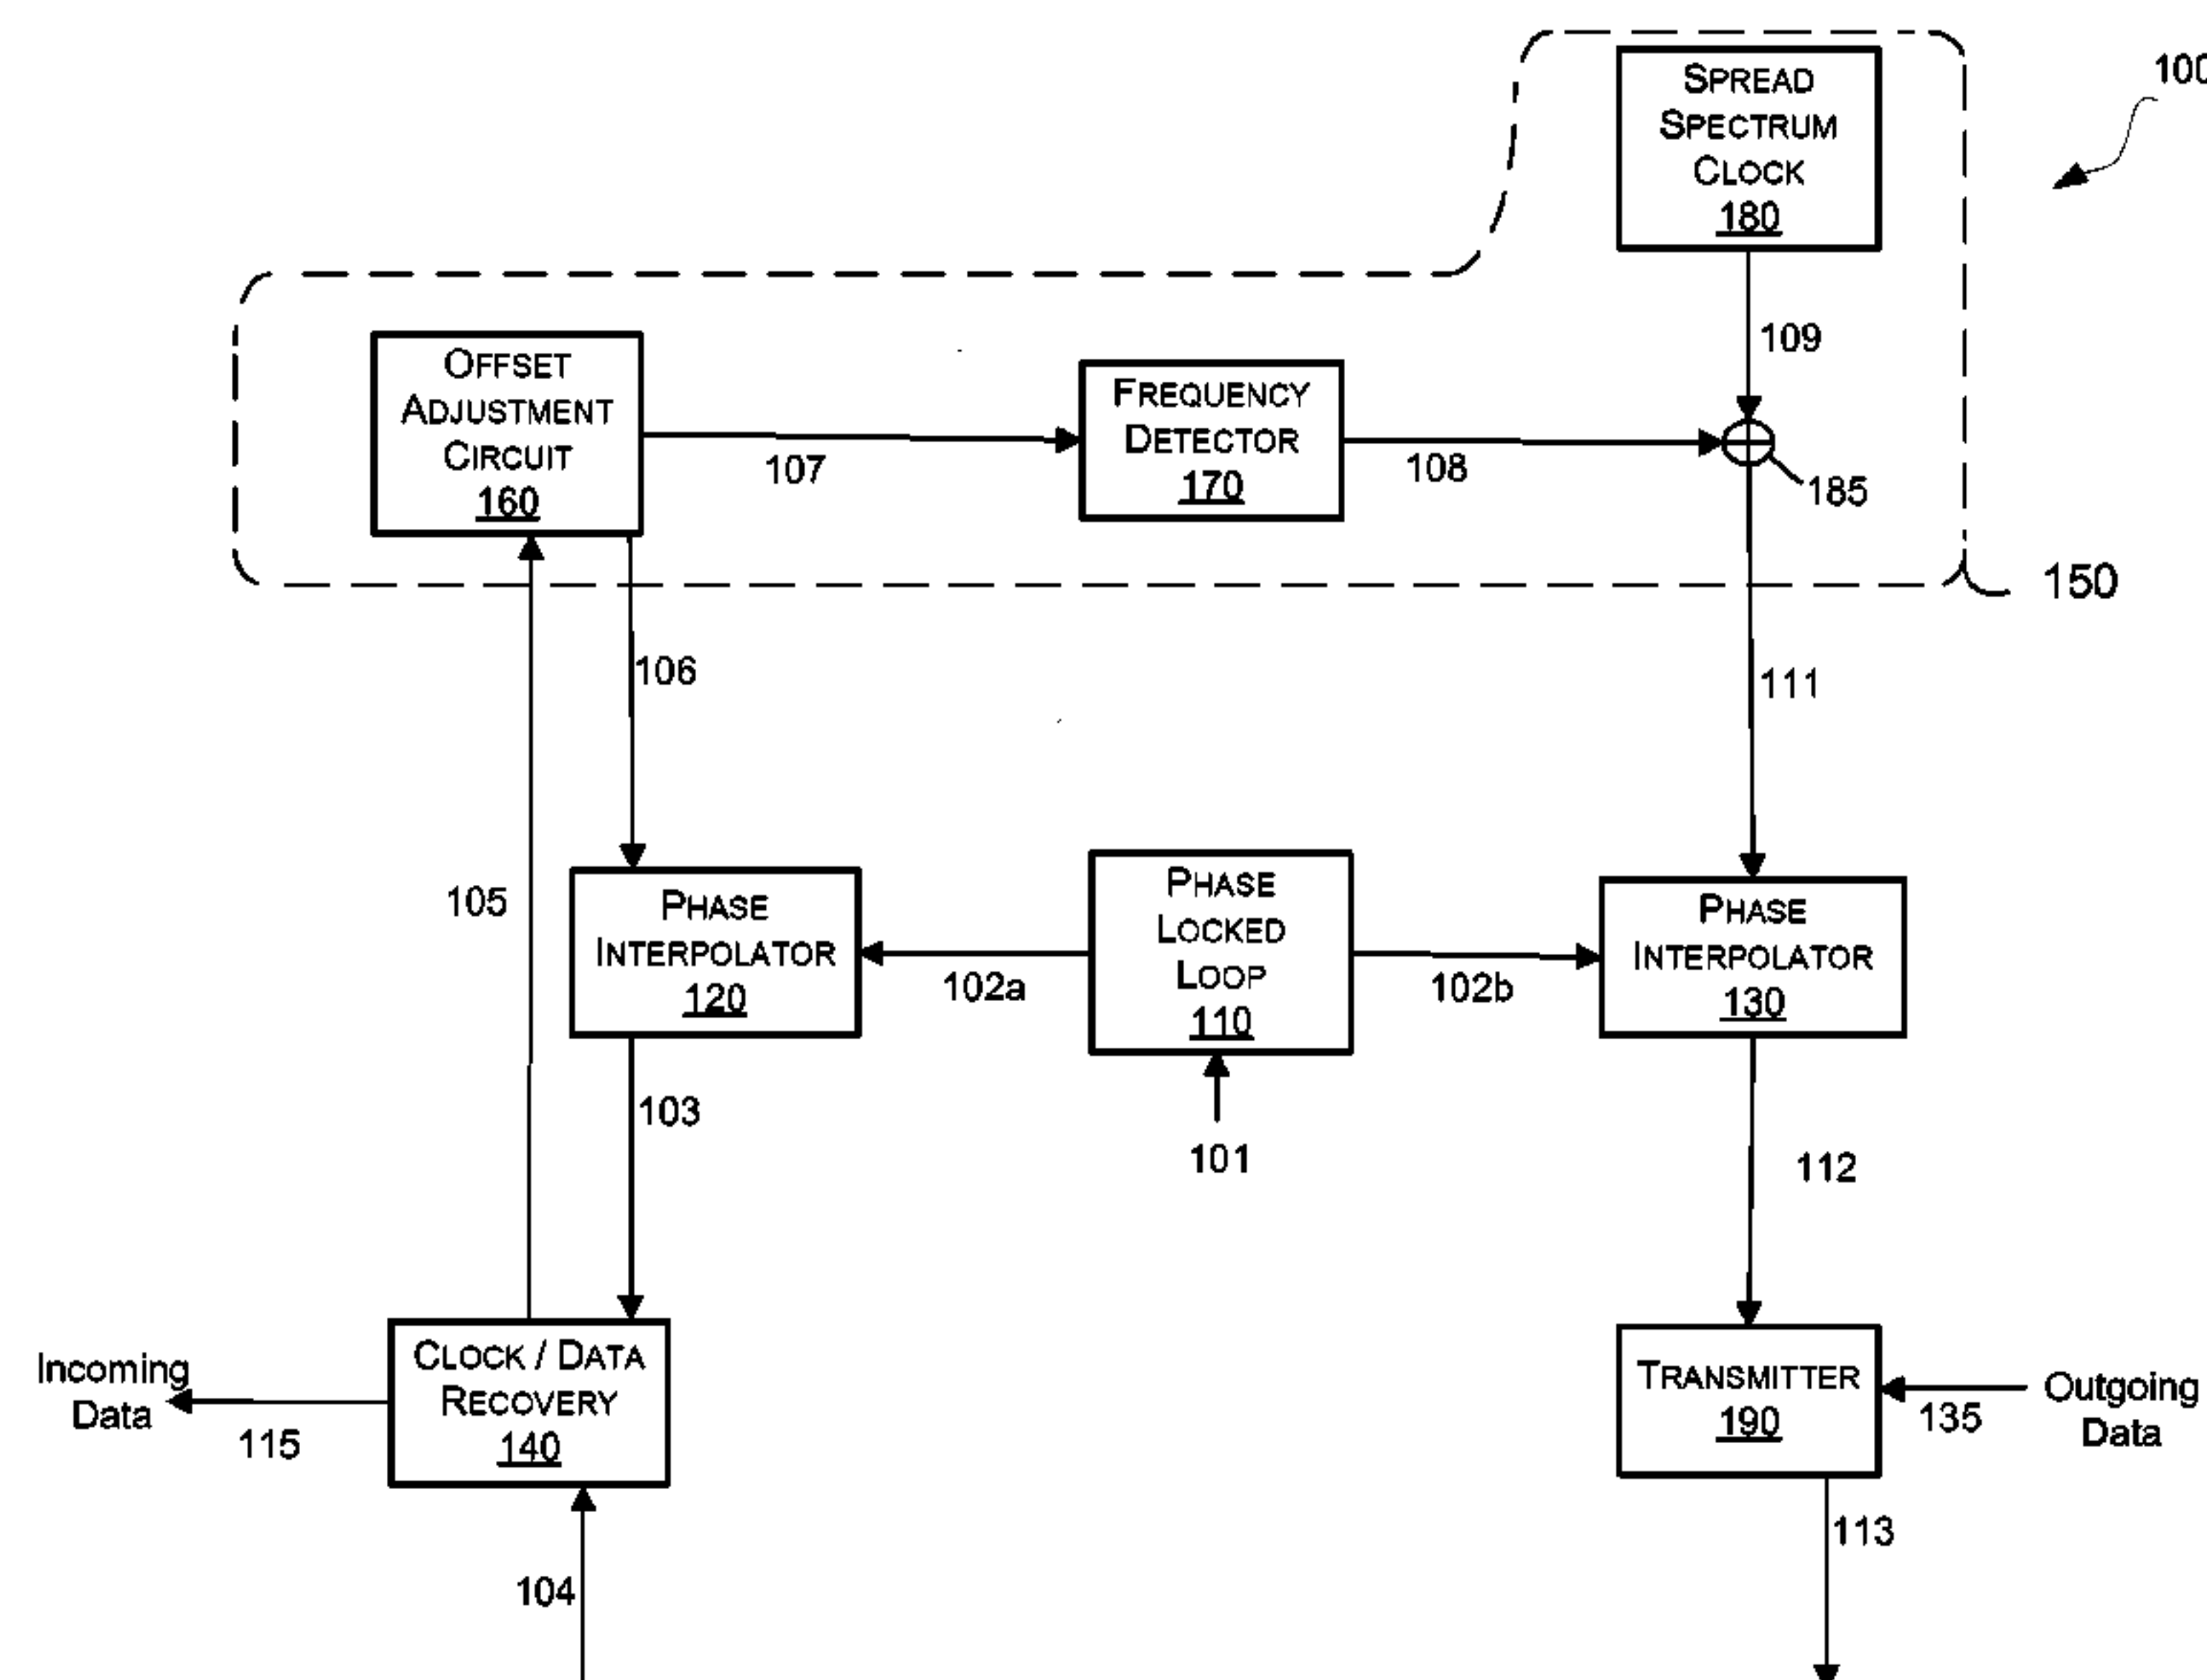 SPREAD
SPECTRUM
CLOCK
180
100
109
OFFSET
ADJUSTMENT
CIRCUIT
160
107
FREQUENCY
DETECTOR
170
108
185
150
106
111
105
PHASE
INTERPOLATOR
120
102a
PHASE
LOCKED
LOOP
110
102b
PHASE
INTERPOLATOR
130
103
101
112
Incoming
Data
115
CLOCK / DATA
RECOVERY
140
TRANSMITTER
190
135
Outgoing
Data
104
113